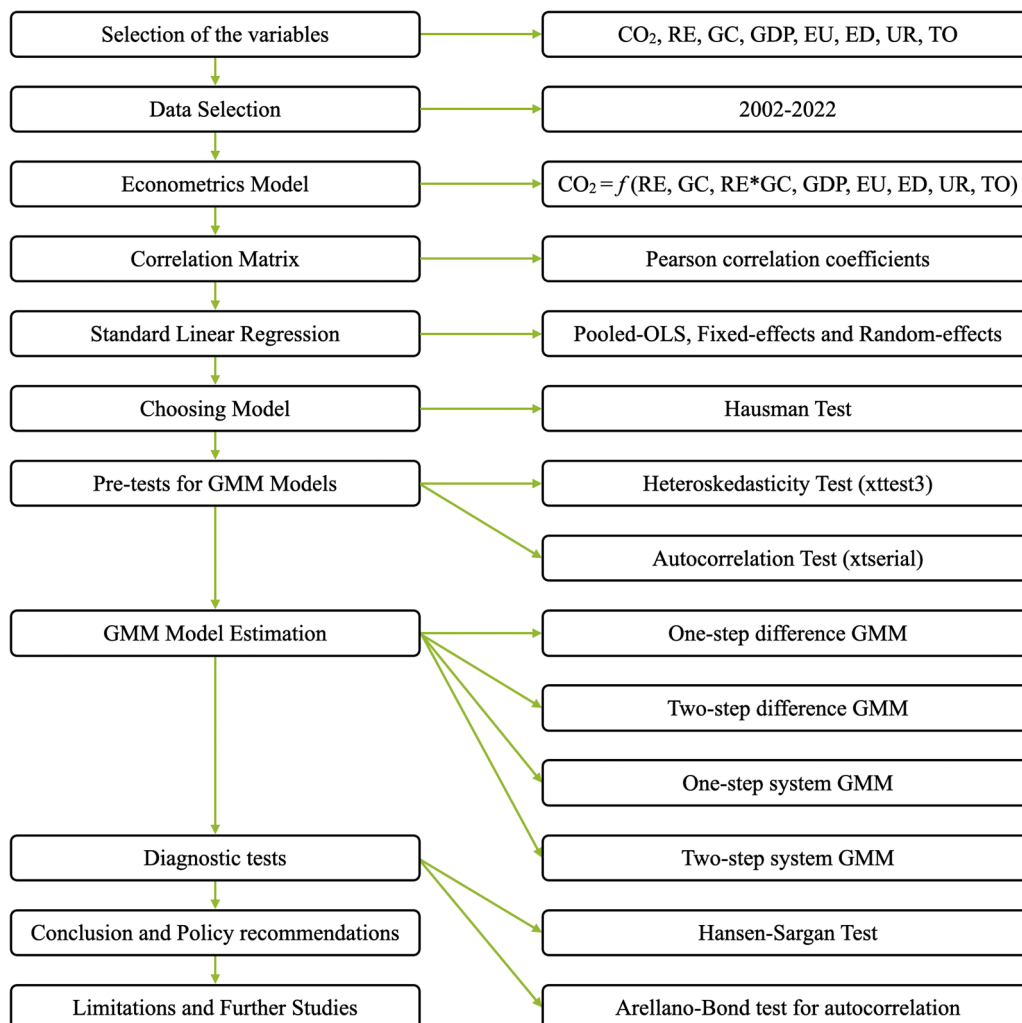 Selection of the variables
CO₂, RE, GC, GDP, EU, ED, UR, TO
Data Selection
2002-2022
Econometrics Model
CO₂ = f (RE, GC, RE*GC, GDP, EU, ED, UR, TO)
Correlation Matrix
Pearson correlation coefficients
Standard Linear Regression
Pooled-OLS, Fixed-effects and Random-effects
Choosing Model
Hausman Test
Pre-tests for GMM Models
Heteroskedasticity Test (xttest3)
Autocorrelation Test (xtserial)
GMM Model Estimation
One-step difference GMM
Two-step difference GMM
One-step system GMM
Two-step system GMM
Diagnostic tests
Hansen-Sargan Test
Arellano-Bond test for autocorrelation
Conclusion and Policy recommendations
Limitations and Further Studies